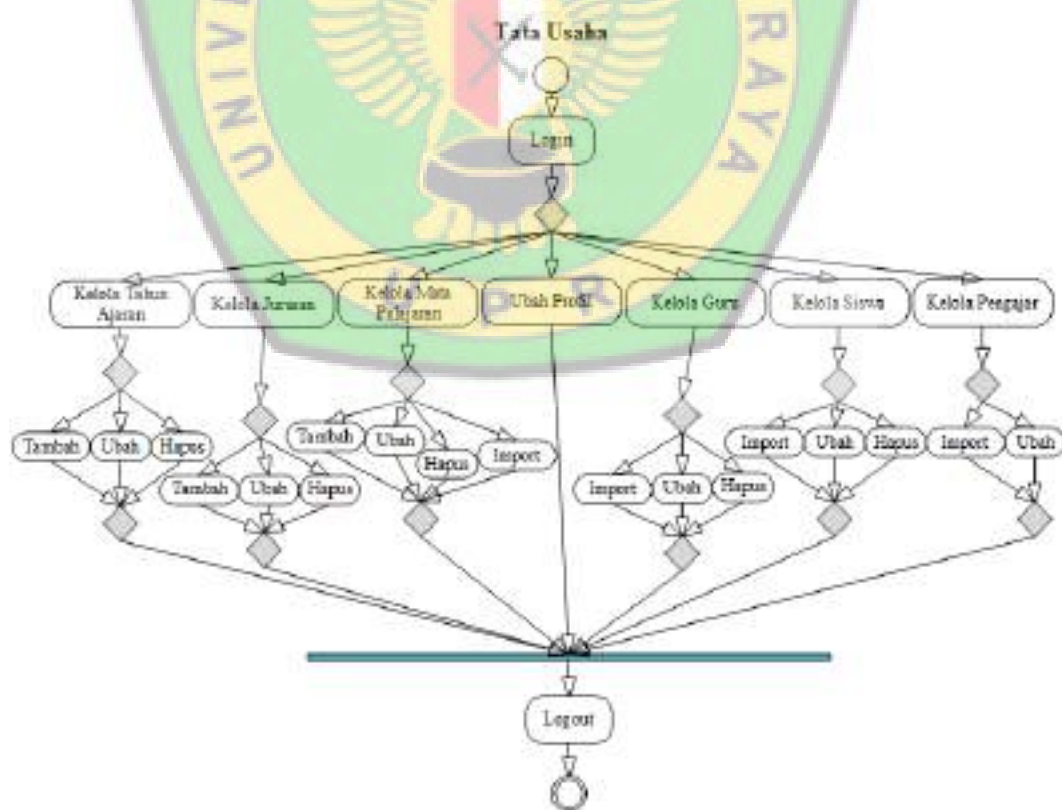 Tata Usaha
Login
Kelola Tahun
Ajaran
Kelola Jurusan
Kelola Mata
Pelajaran
Ubah Profil
Kelola Guru
Kelola Siswa
Kelola Pengajar
Tambah
Ubah
Hapus
Tambah
Ubah
Hapus
Tambah
Ubah
Hapus
Import
Import
Ubah
Hapus
Import
Ubah
Hapus
Import
Ubah
Logout
UNIVE
RAYA
P R